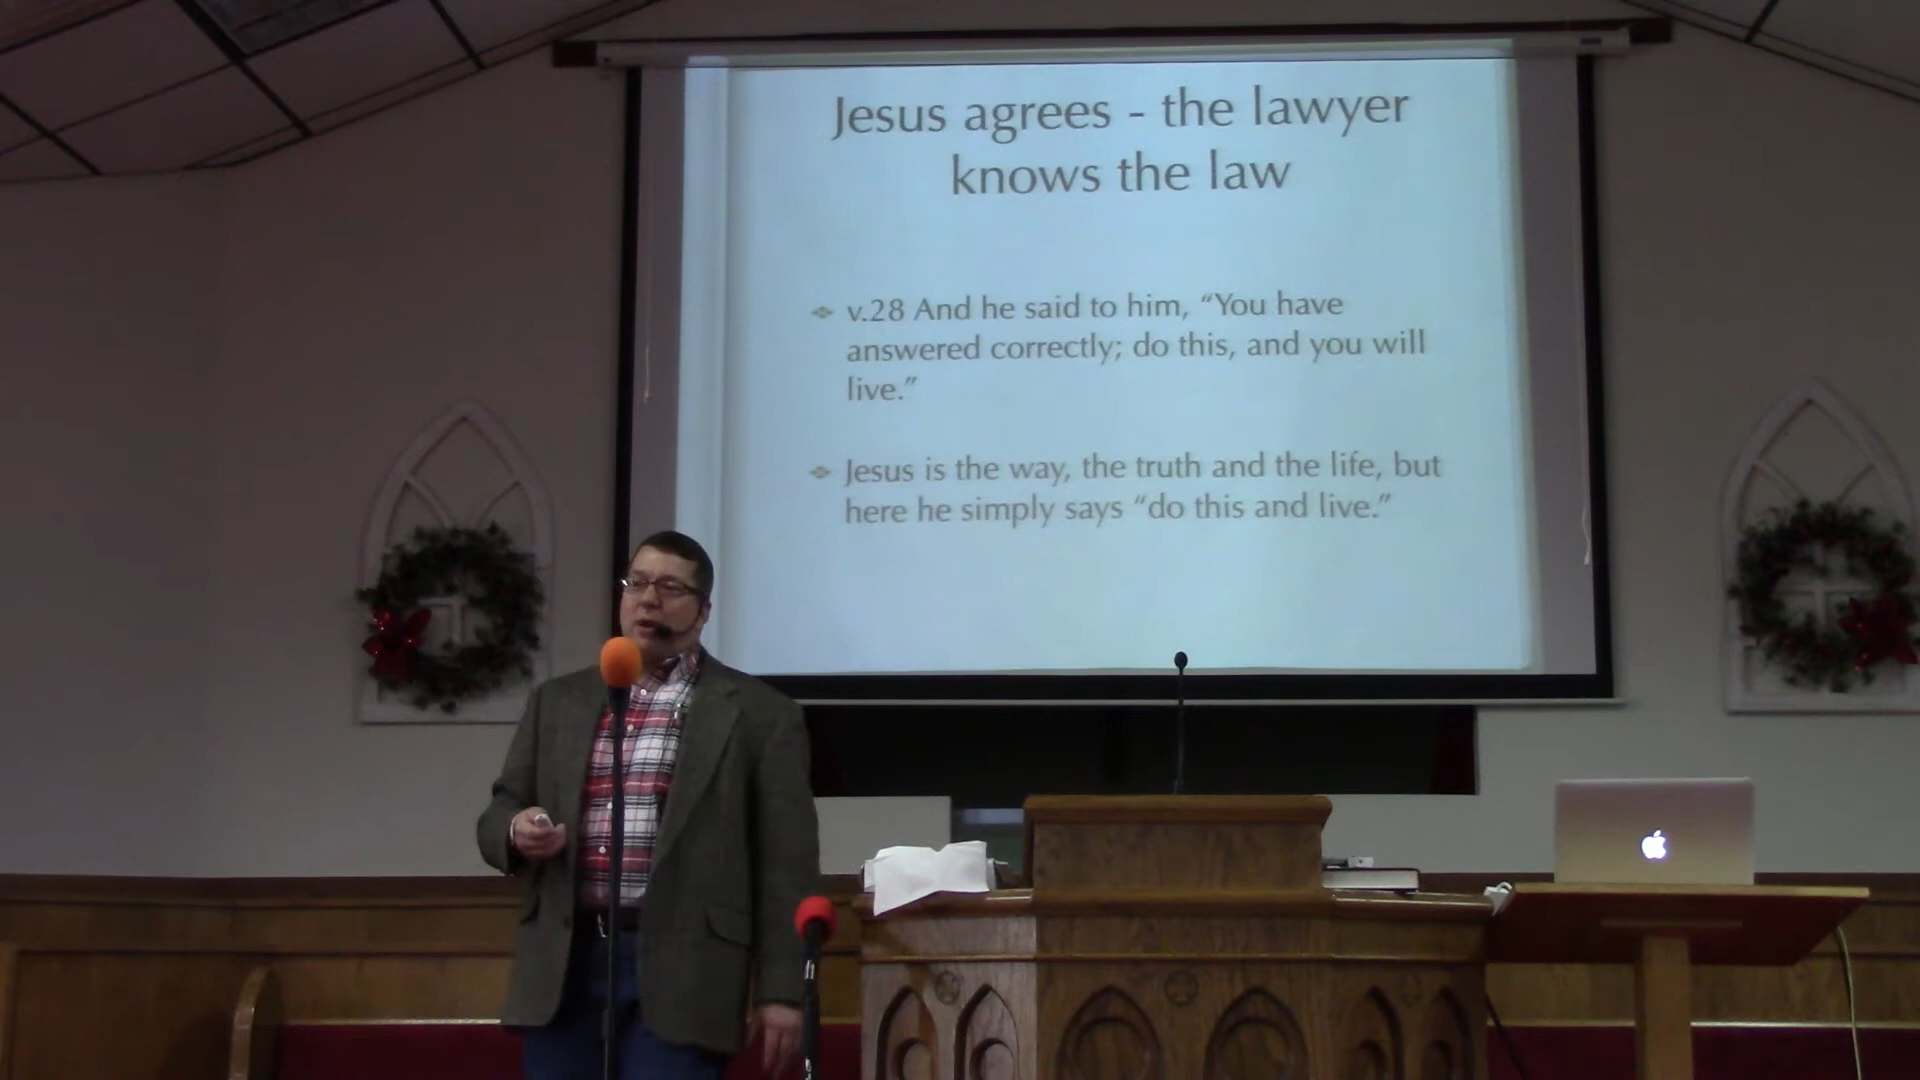 Jesus agrees - the lawyer
knows the law
v.28 And he said to him, “You have
answered correctly; do this, and you will
live.”
Jesus is the way, the truth and the life, but
here he simply says “do this and live.”